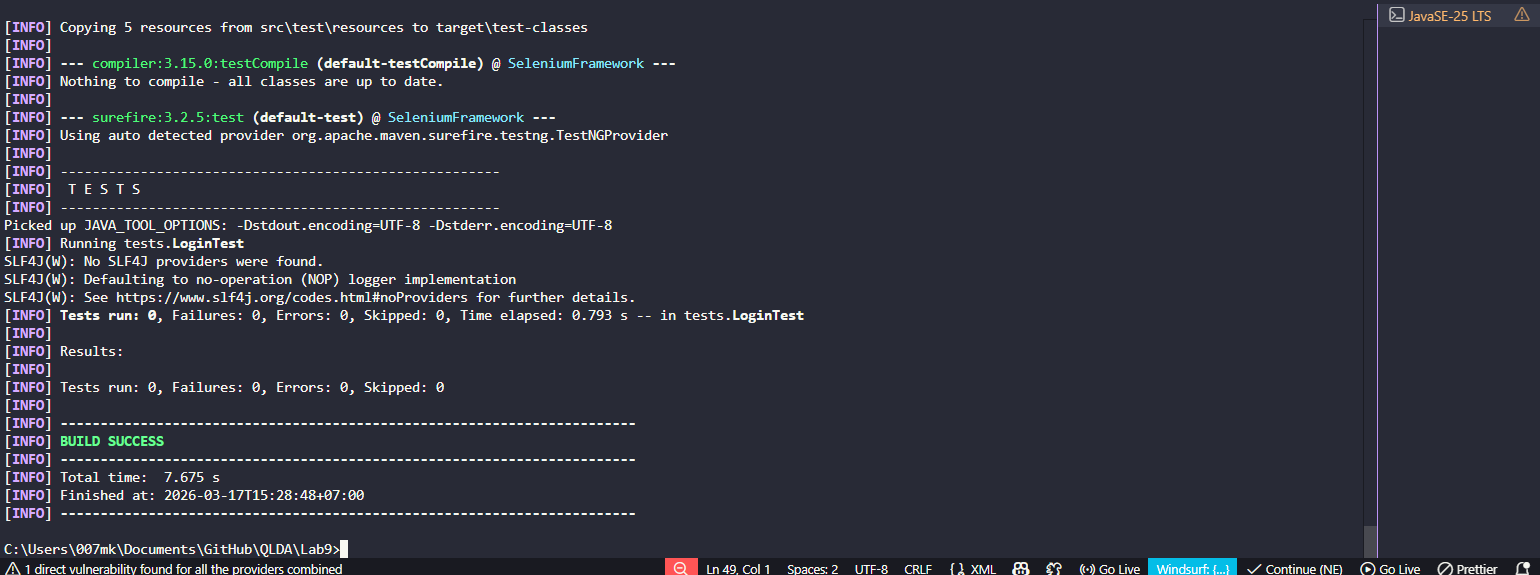 [INFO] Copying 5 resources from src\test\resources to target\test-classes
[INFO]
[INFO] --- compiler:3.15.0:testCompile (default-testCompile) @ SeleniumFramework ---
[INFO] Nothing to compile - all classes are up to date.
[INFO]
[INFO] --- surefire:3.2.5:test (default-test) @ SeleniumFramework ---
[INFO] Using auto detected provider org.apache.maven.surefire.testng.TestNGProvider
[INFO]
[INFO] -------------------------------------------------------
[INFO]  T E S T S
[INFO] -------------------------------------------------------
Picked up JAVA_TOOL_OPTIONS: -Dstdout.encoding=UTF-8 -Dstderr.encoding=UTF-8
[INFO] Running tests.LoginTest
SLF4J(W): No SLF4J providers were found.
SLF4J(W): Defaulting to no-operation (NOP) logger implementation
SLF4J(W): See https://www.slf4j.org/codes.html#noProviders for further details.
[INFO] Tests run: 0, Failures: 0, Errors: 0, Skipped: 0, Time elapsed: 0.793 s -- in tests.LoginTest
[INFO]
[INFO] Results:
[INFO]
[INFO] Tests run: 0, Failures: 0, Errors: 0, Skipped: 0
[INFO]
[INFO] ------------------------------------------------------------------------
[INFO] BUILD SUCCESS
[INFO] ------------------------------------------------------------------------
[INFO] Total time:  7.675 s
[INFO] Finished at: 2026-03-17T15:28:48+07:00
[INFO] ------------------------------------------------------------------------
C:\Users\007mk\Documents\GitHub\QLDA\Lab9>
JavaSE-25 LTS
1 direct vulnerability found for all the providers combined Ln 49, Col 1 Spaces: 2 UTF-8 CRLF {} XML Go Live Windsurf: {...} Continue (NE) Go Live Prettier